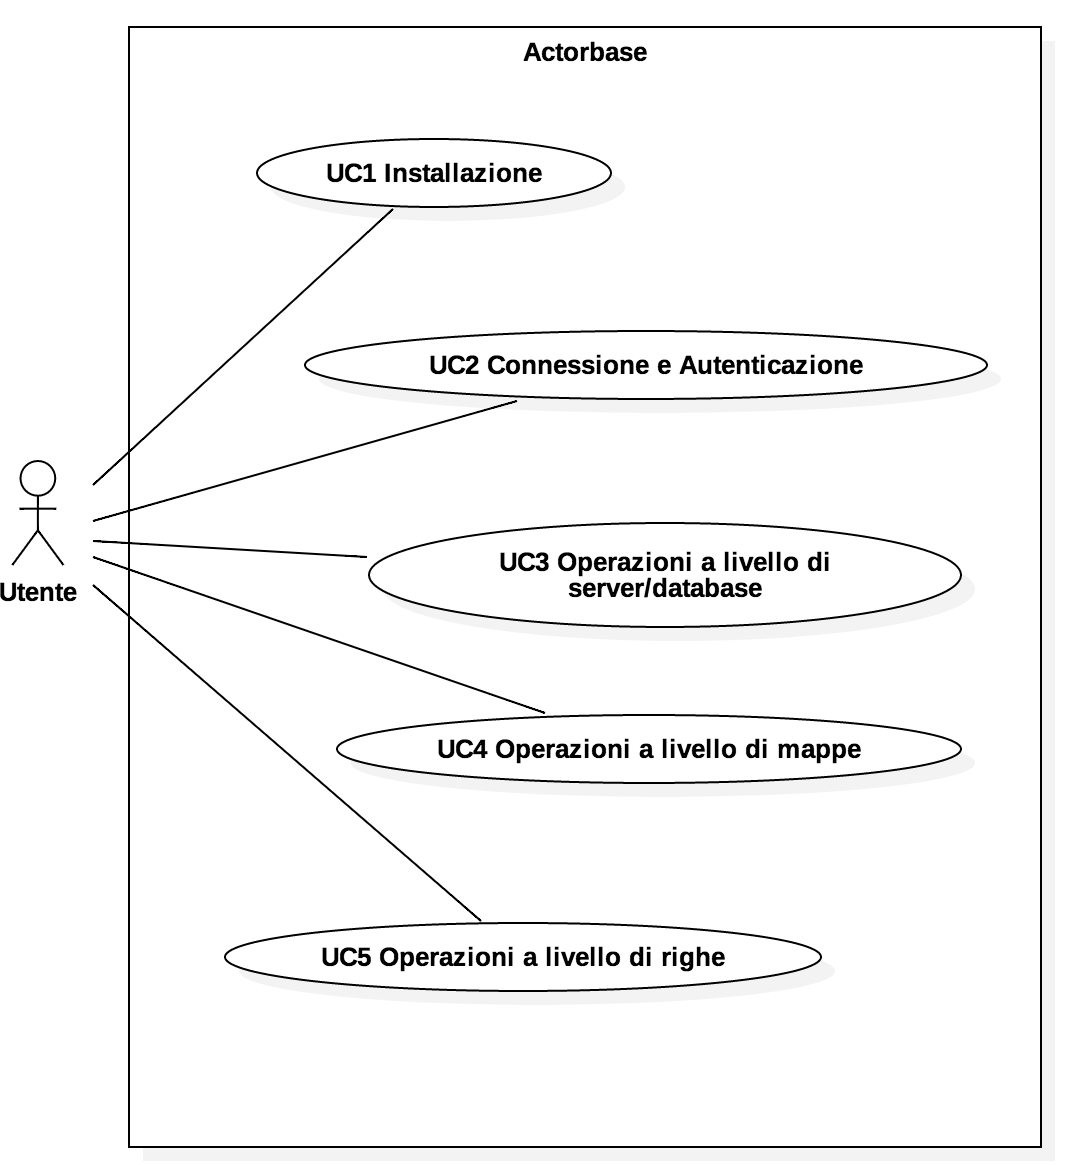 Actorbase
UC1 Installazione
UC2 Connessione e Autenticazione
UC3 Operazioni a livello di
server/database
Utente
UC4 Operazioni a livello di mappe
UC5 Operazioni a livello di righe